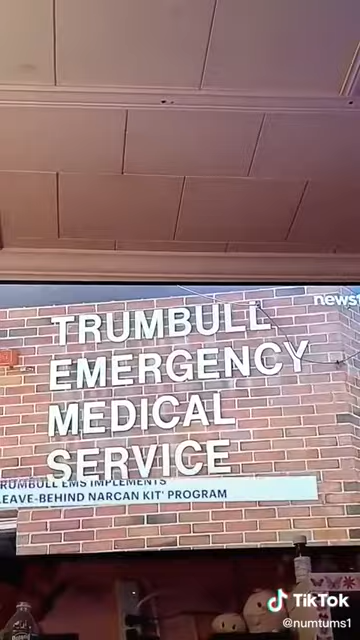 TRUMBULL
EMERGENCY
MEDICAL
SERVICE
TRUMBULL EMS IMPLEMENTS
LEAVE-BEHIND NARCAN KIT' PROGRAM
TikTok
@numtums1